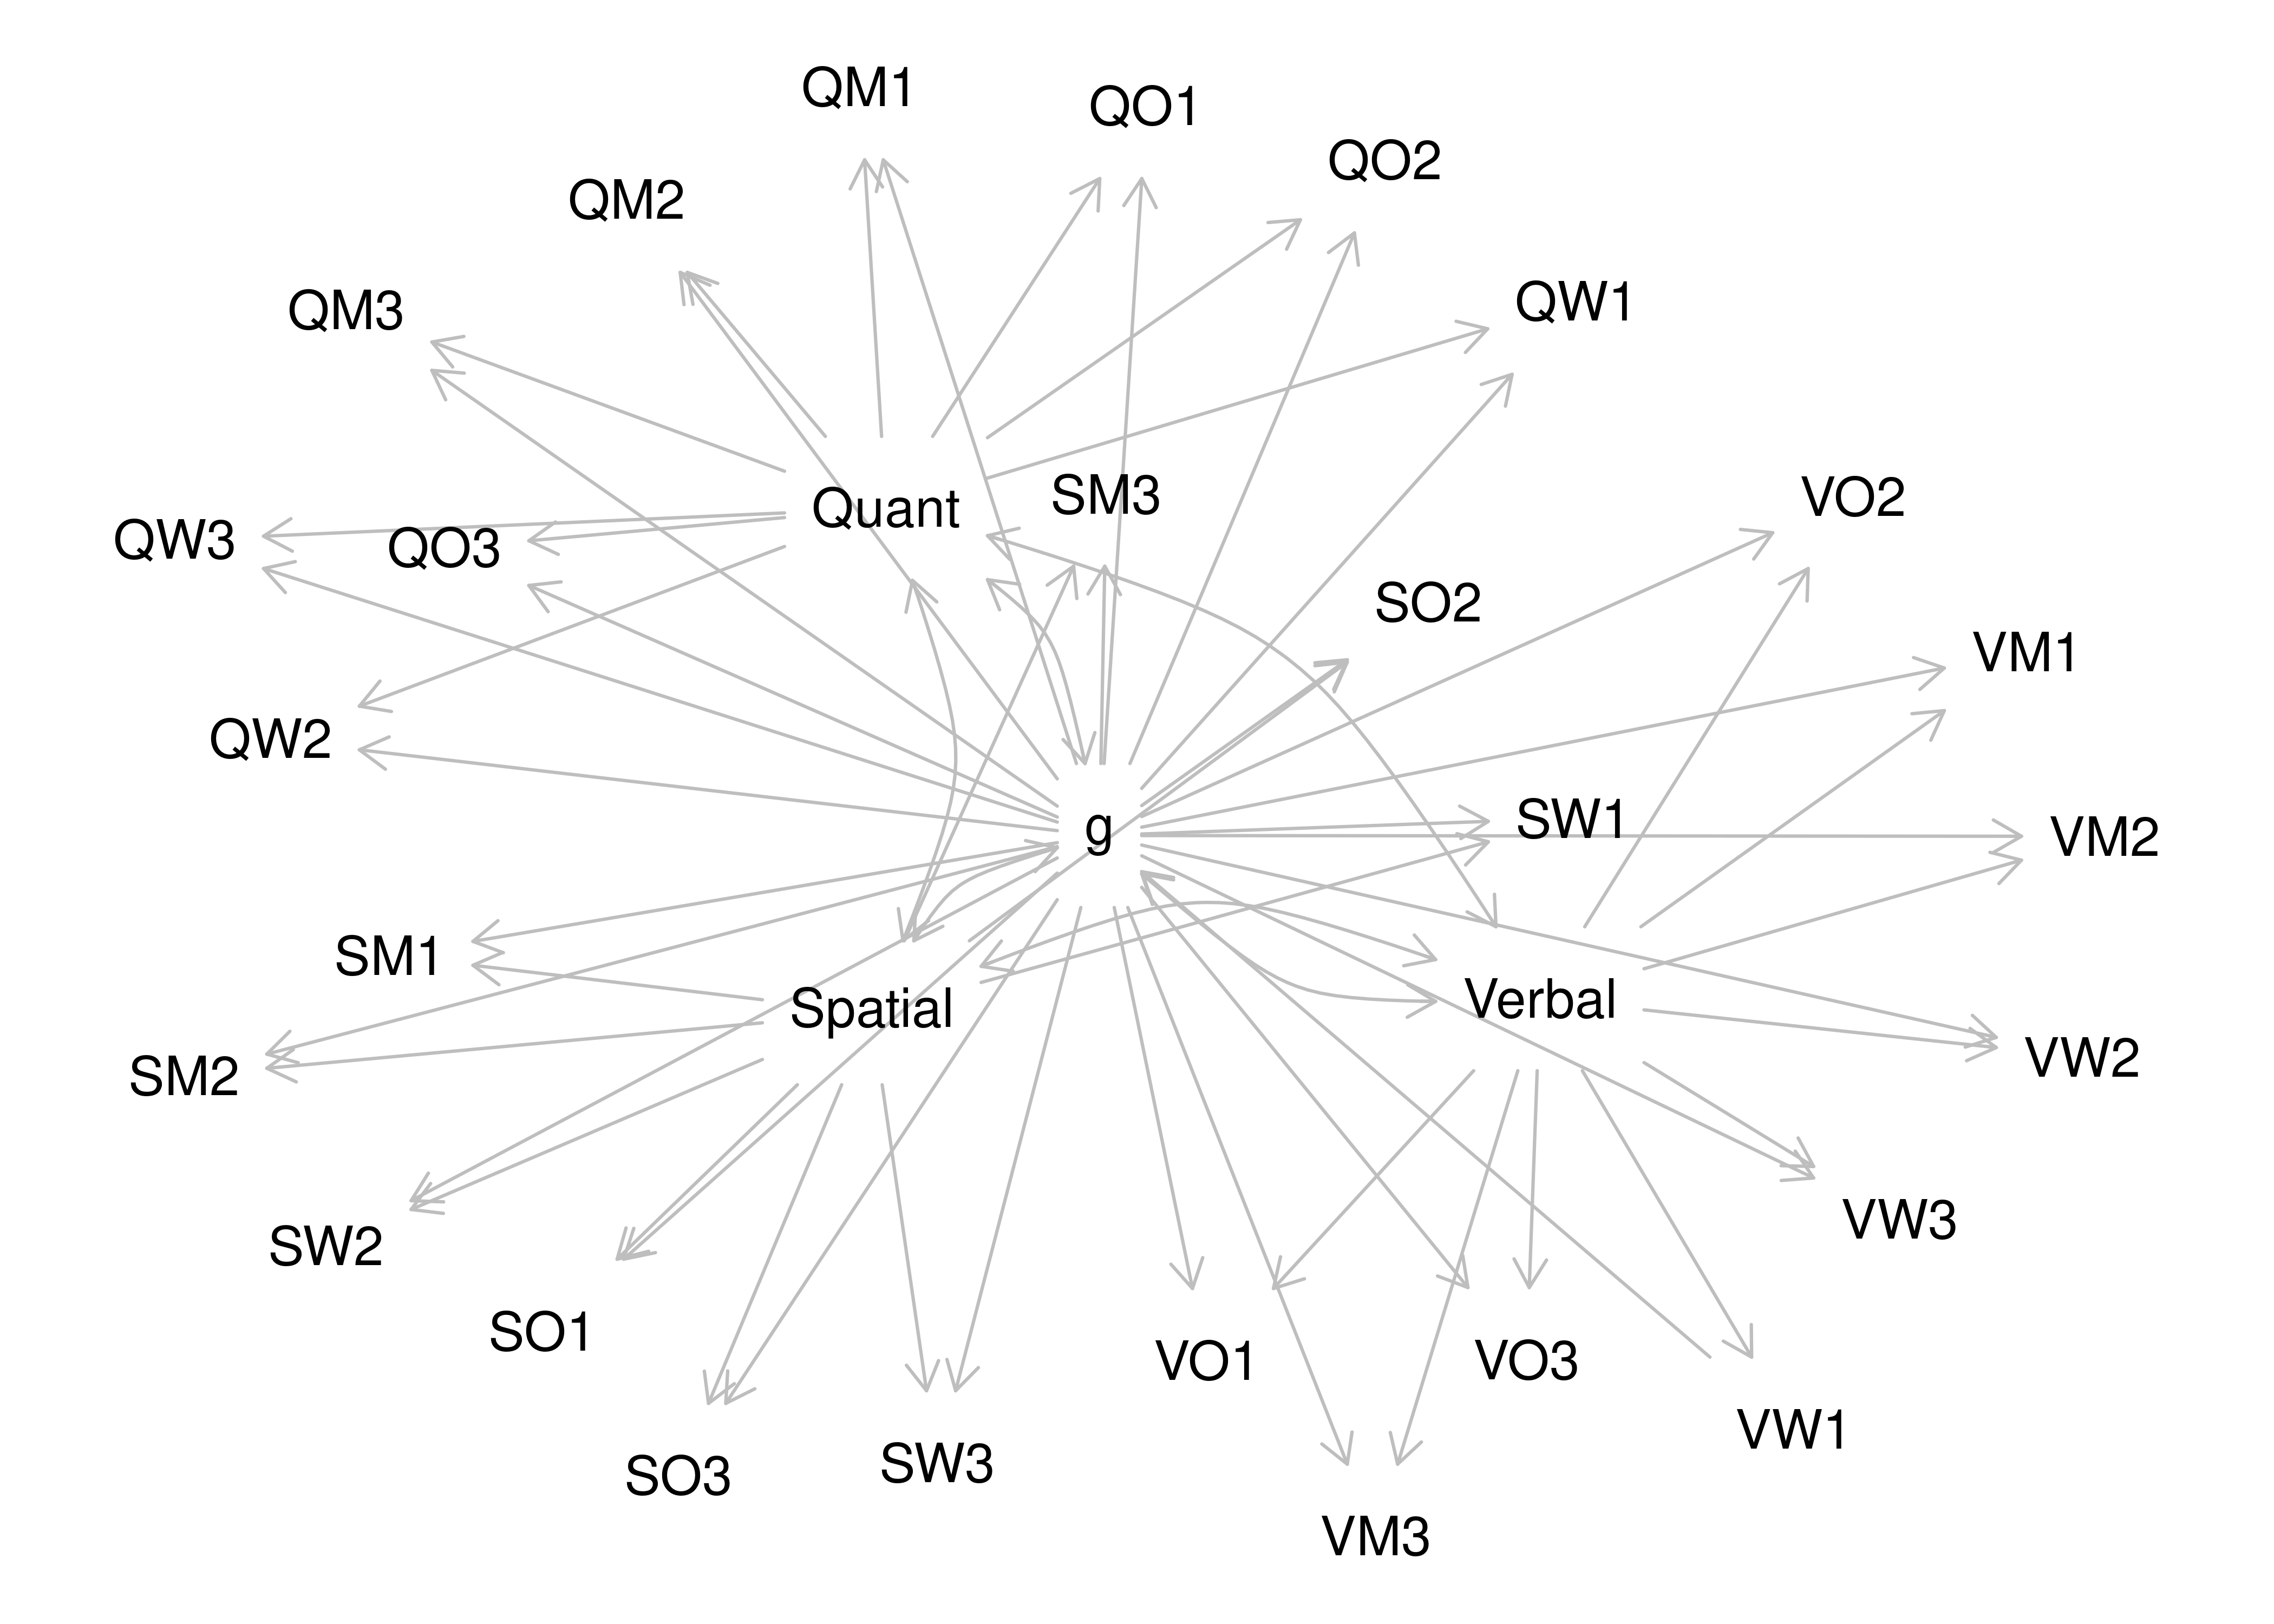 QM1
QO1
QO2
QM2
QW1
QM3
SM3
VO2
Quant
QW3
QO3
SO2
VM1
QW2
SW1
g
VM2
SM1
Verbal
Spatial
VW2
SM2
VW3
SW2
SO1
VO1
VO3
VW1
SW3
SO3
VM3